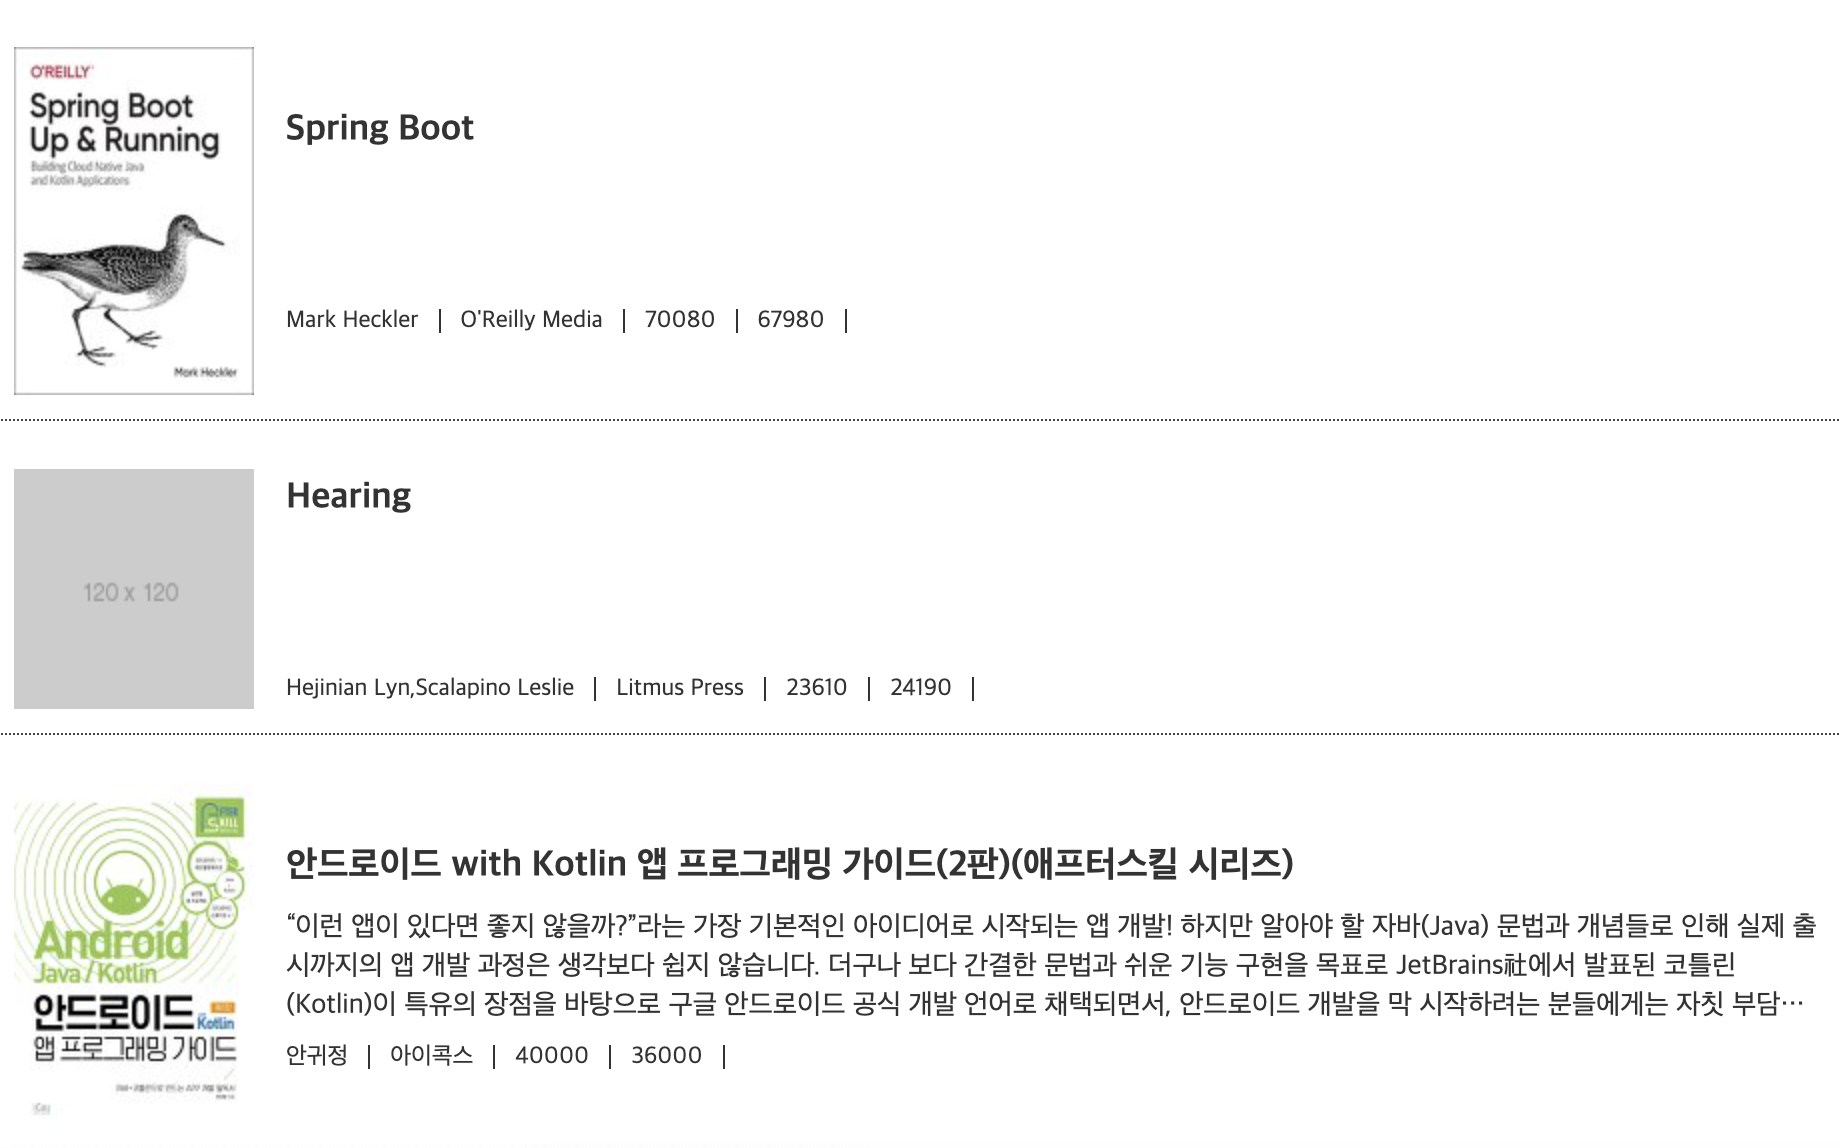 O'REILLY
Spring Boot
Up & Running
Building Cloud Native Java
and Kotlin Applications
Mark Heckler
Spring Boot
Mark Heckler | O'Reilly Media | 70080 | 67980 |
120 x 120
Hearing
Hejinian Lyn,Scalapino Leslie | Litmus Press | 23610 | 24190 |
Android
Java / Kotlin
안드로이드
with Kotlin
앱 프로그래밍 가이드
안드로이드 with Kotlin 앱 프로그래밍 가이드(2판)(애프터스킬 시리즈)
“이런 앱이 있다면 좋지 않을까?”라는 가장 기본적인 아이디어로 시작되는 앱 개발! 하지만 알아야 할 자바(Java) 문법과 개념들로 인해 실제 출
시까지의 앱 개발 과정은 생각보다 쉽지 않습니다. 더구나 보다 간결한 문법과 쉬운 기능 구현을 목표로 JetBrains社에서 발표된 코틀린
(Kotlin)이 특유의 장점을 바탕으로 구글 안드로이드 공식 개발 언어로 채택되면서, 안드로이드 개발을 막 시작하려는 분들에게는 자칫 부담…
안귀정 | 아이콕스 | 40000 | 36000 |